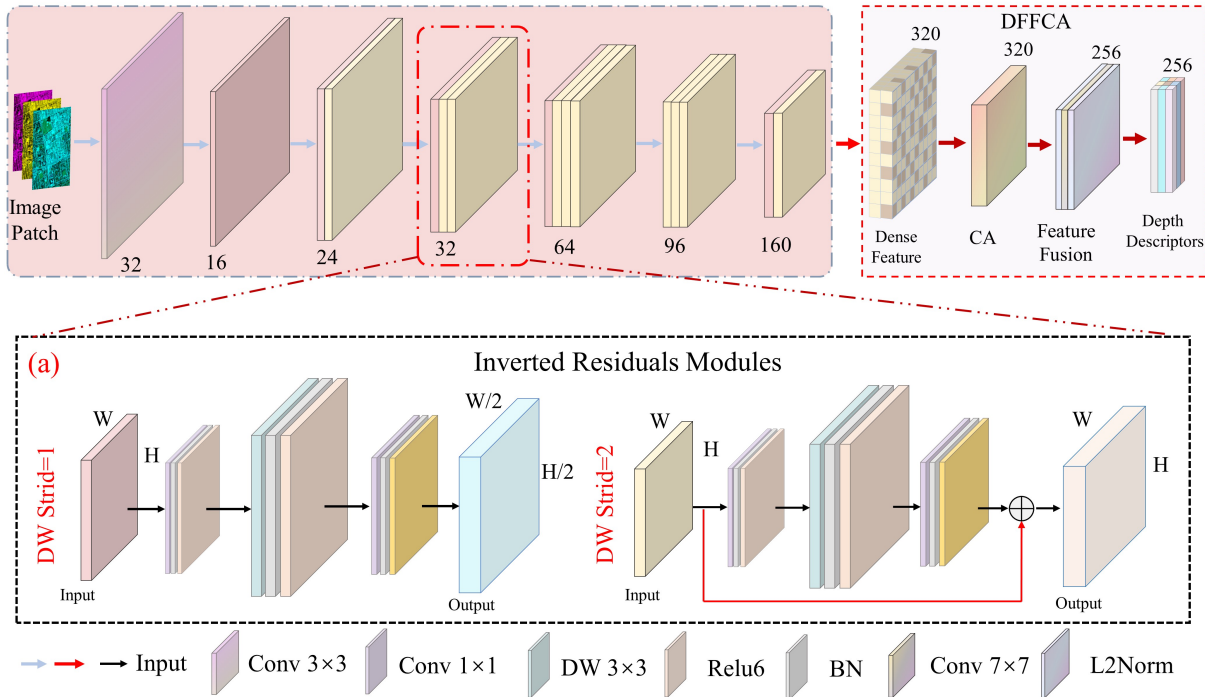 DFFCA
320
320
256
256
Image
Patch
32
16
24
32
64
96
160
Dense
Feature
CA
Feature
Fusion
Depth
Descriptors
(a)
Inverted Residuals Modules
DW Strid=1
W
H
Input
W/2
H/2
Output
DW Strid=2
W
H
Input
W
H
Output
Input
Conv 3×3
Conv 1×1
DW 3×3
Relu6
BN
Conv 7×7
L2Norm